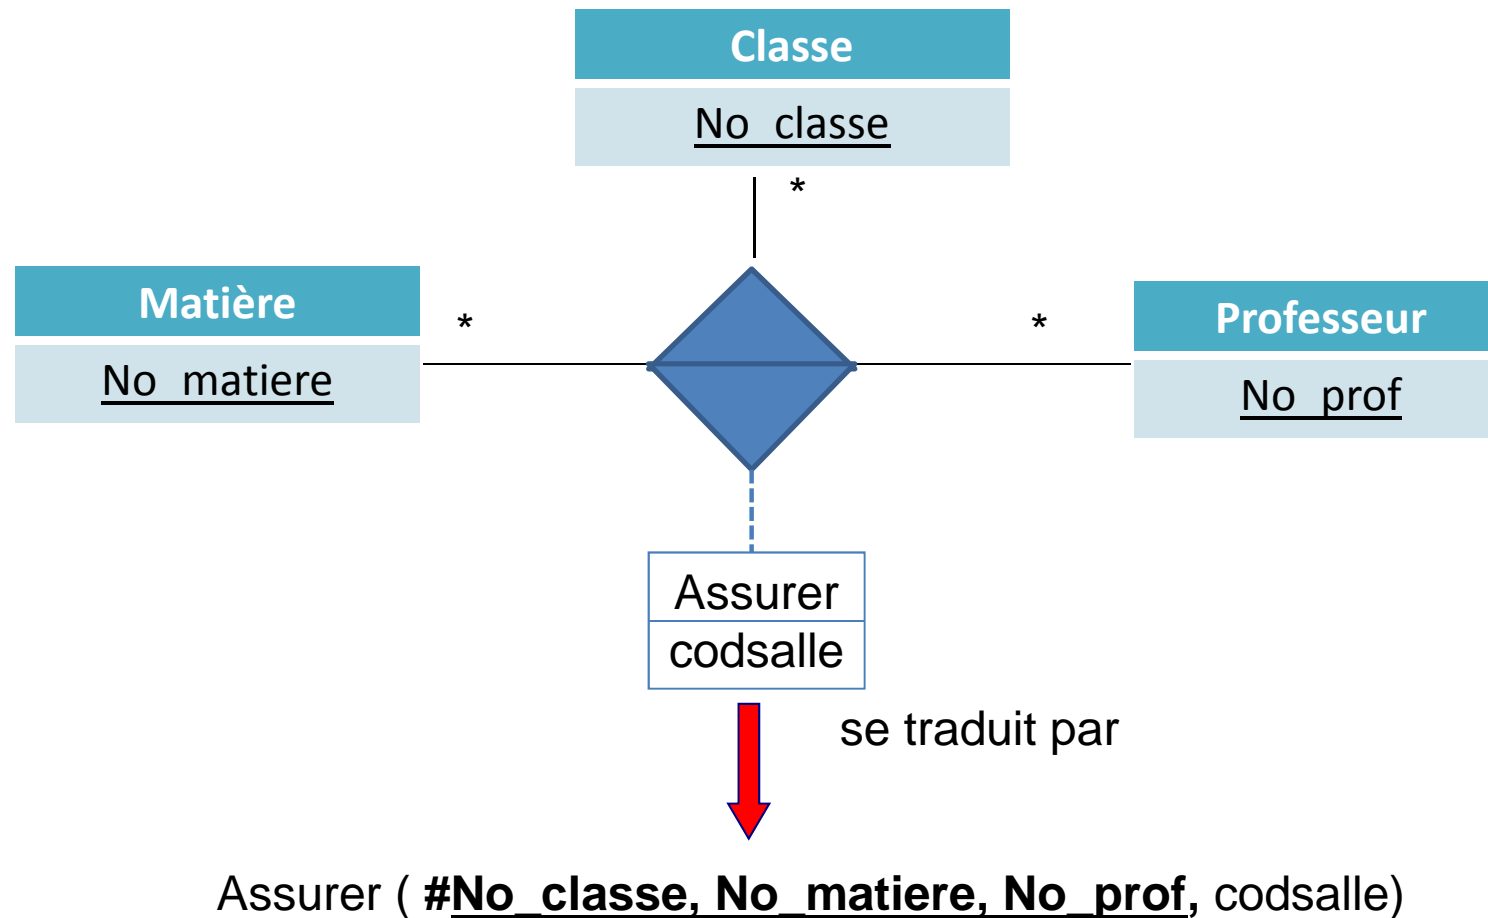 Classe
No_classe
*
Matière
No_matiere
*
*
Professeur
No_prof
Assurer
codsalle
se traduit par
Assurer ( #No_classe, No_matiere, No_prof, codsalle)